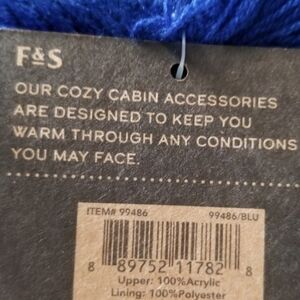 F&S
OUR COZY CABIN ACCESSORIES
ARE DESIGNED TO KEEP YOU
WARM THROUGH ANY CONDITIONS
YOU MAY FACE.
ITEM# 99486 99486/BLU
8 89752 11782 8
Upper: 100%Acrylic
Lining: 100%Polyester